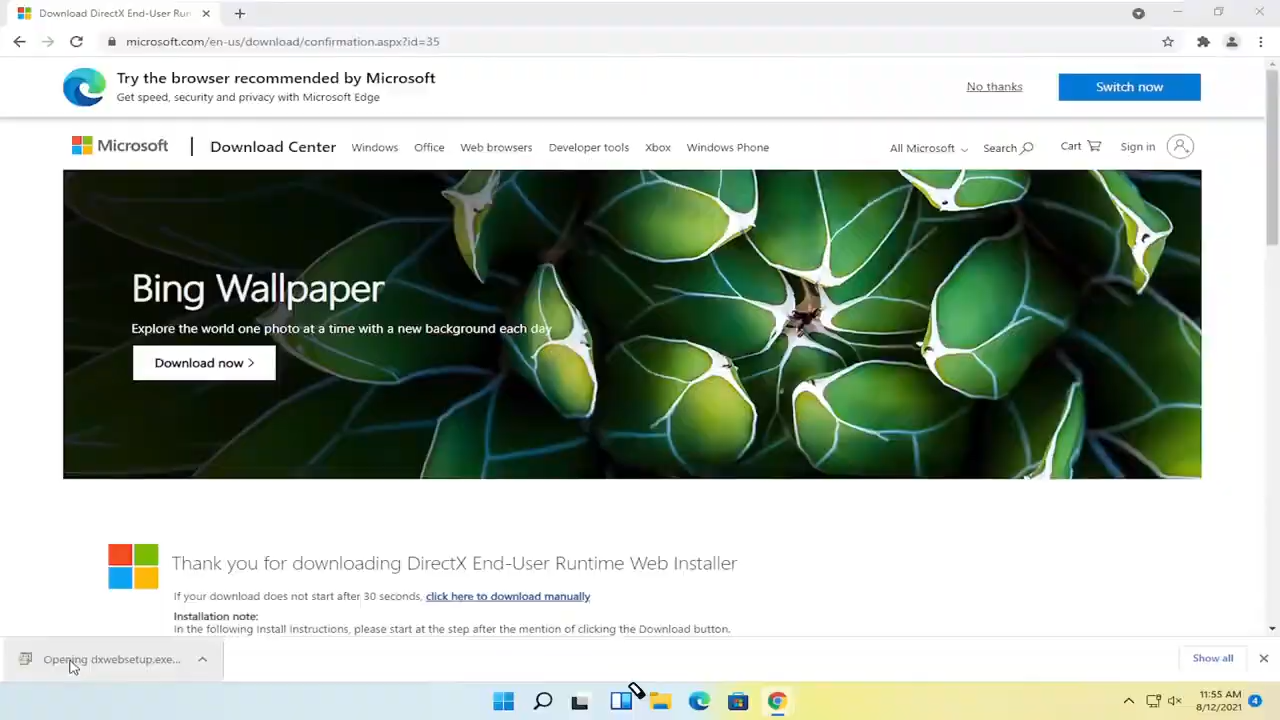 Download DirectX End-User Run
microsoft.com/en-us/download/confirmation.aspx?id=35
Try the browser recommended by Microsoft
Get speed, security and privacy with Microsoft Edge
No thanks
Switch now
Microsoft
Download Center
Windows
Office
Web browsers
Developer tools
Xbox
Windows Phone
All Microsoft
Search
Cart
Sign in
Bing Wallpaper
Explore the world one photo at a time with a new background each day
Download now >
Thank you for downloading DirectX End-User Runtime Web Installer
If your download does not start after 30 seconds, click here to download manually
Installation note:
In the following Install Instructions, please start at the step after the mention of clicking the Download button.
Opening dxwebsetup.exe...
Show all
11:55 AM
8/12/2021
4